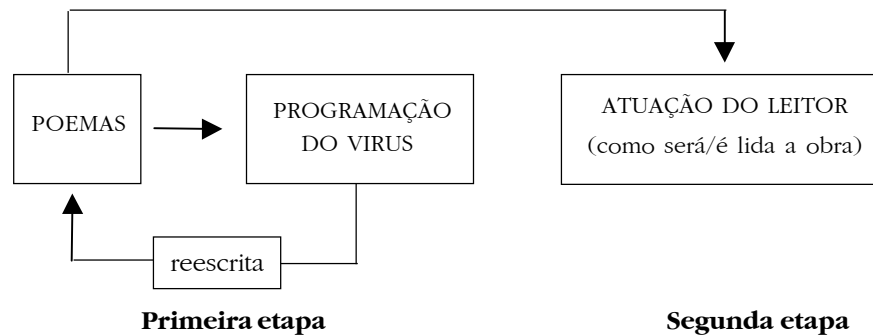 POEMAS
PROGRAMAÇÃO
DO VIRUS
ATUAÇÃO DO LEITOR
(como será/é lida a obra)
reescrita
Primeira etapa
Segunda etapa